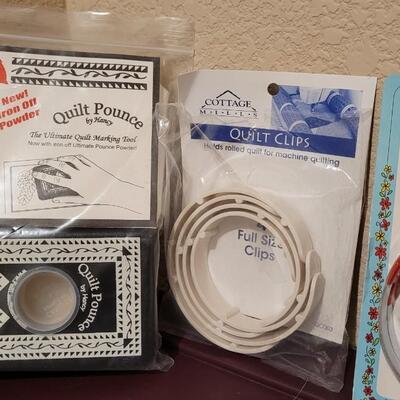 New!
Iron Off
Powder
Quilt Pounce
by Hancy
The Ultimate Quilt Marking Tool
Now with iron off Ultimate Pounce Powder!
Quilt Pounce
by Hancy
COTTAGE
MILLS
QUILT CLIPS
Holds rolled quilt for machine quilting
Full Size
Clips